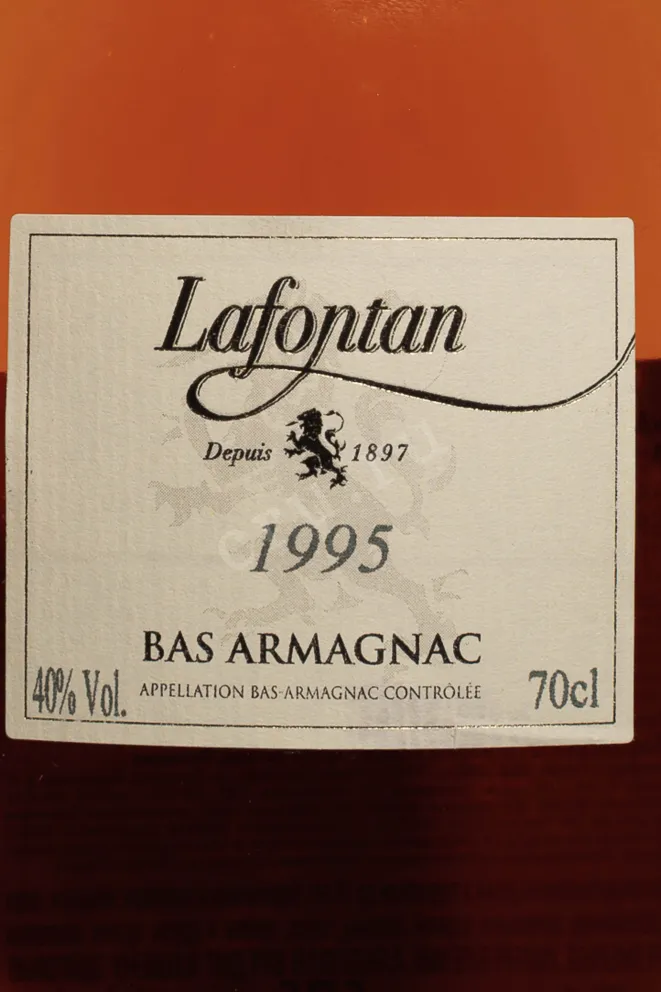 Lafontan
Depuis 1897
1995
BAS ARMAGNAC
40% Vol. APPELLATION BAS-ARMAGNAC CONTRÔLÉE 70cl